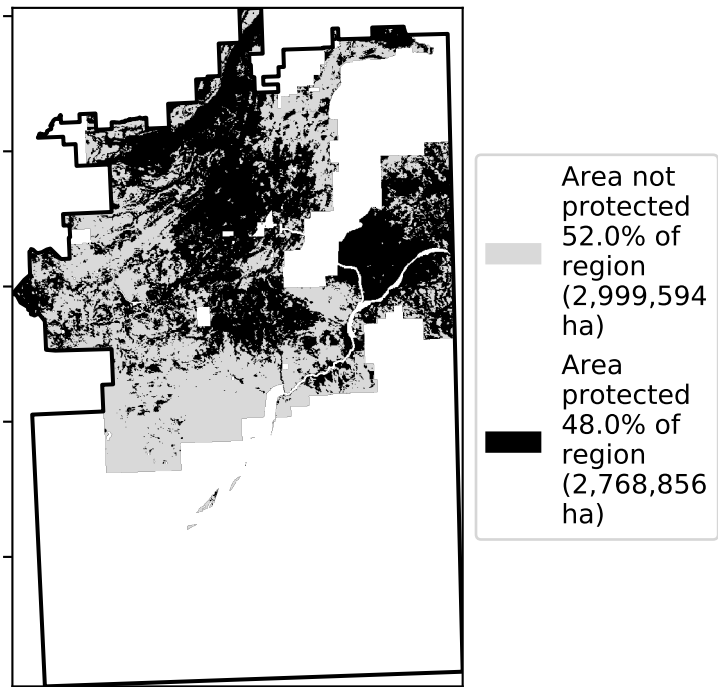 Area not
protected
52.0% of
region
(2,999,594
ha)
Area
protected
48.0% of
region
(2,768,856
ha)